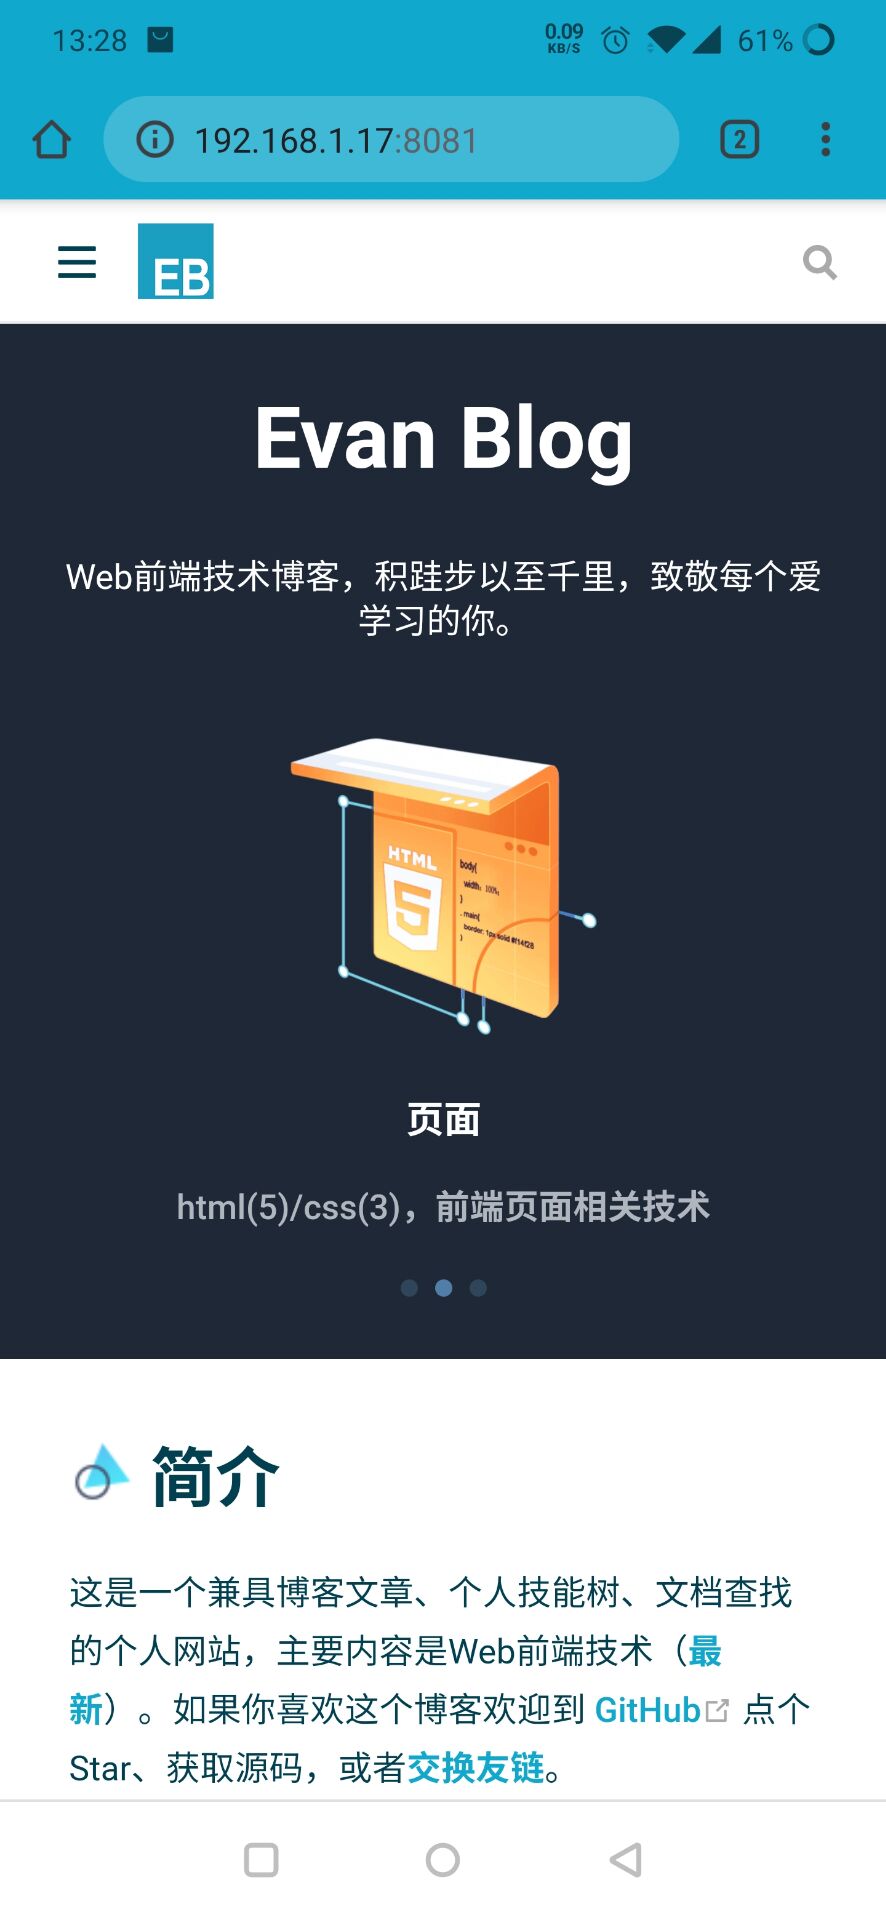 13:28
0.09
KB/S
61%
192.168.1.17:8081
2
EB
Evan Blog
Web前端技术博客，积跬步以至千里，致敬每个爱
学习的你。
HTML
5
body{
width: 100%;
}
. main{
border: 1px solid #f14f28
}
页面
html(5)/css(3)，前端页面相关技术
简介
这是一个兼具博客文章、个人技能树、文档查找
的个人网站，主要内容是Web前端技术（最
新）。如果你喜欢这个博客欢迎到 GitHub 点个
Star、获取源码，或者交换友链。